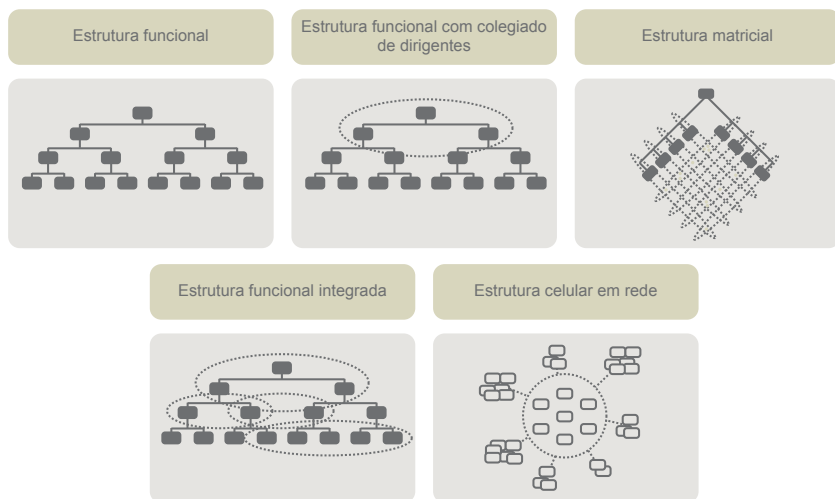 Estrutura funcional
Estrutura funcional com colegiado
de dirigentes
Estrutura matricial
Estrutura funcional integrada
Estrutura celular em rede